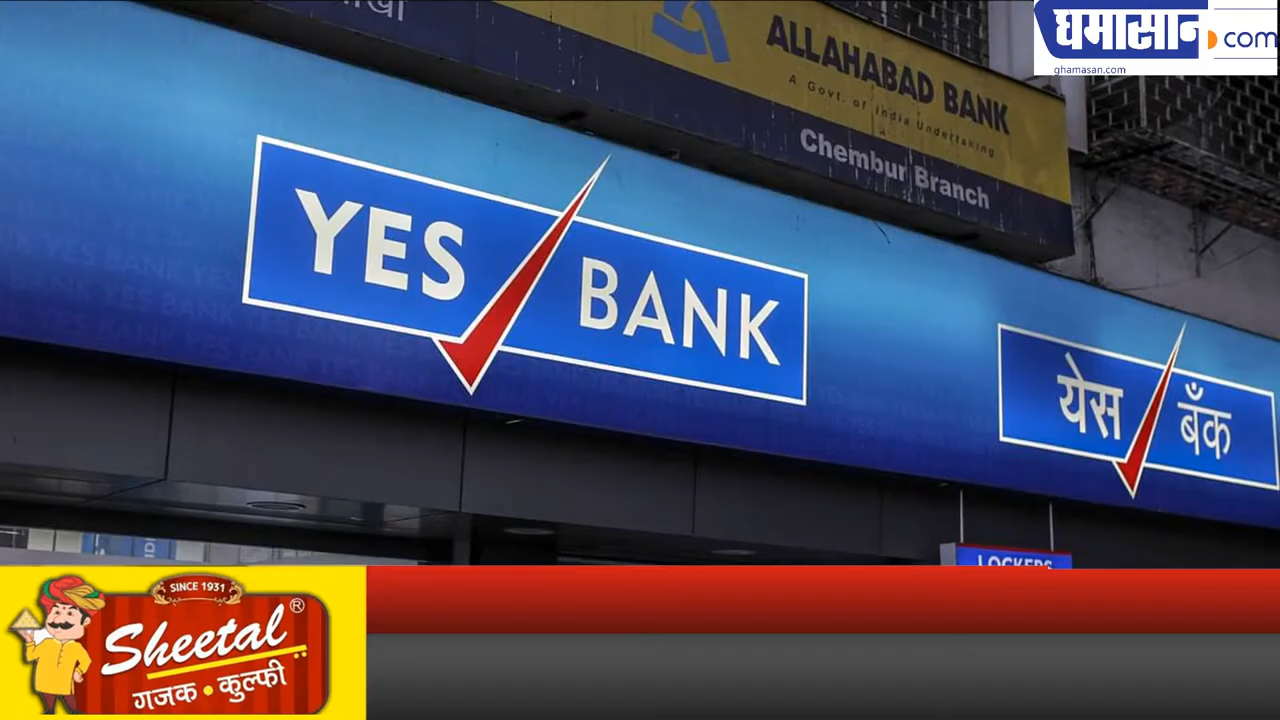 घमासान.com
ghamasan.com
ALLAHABAD BANK
A Govt. of India Undertaking
Chembur Branch
YES BANK
येस बँक
LOCKERS
SINCE 1931
Sheetal®
गजक • कुल्फी